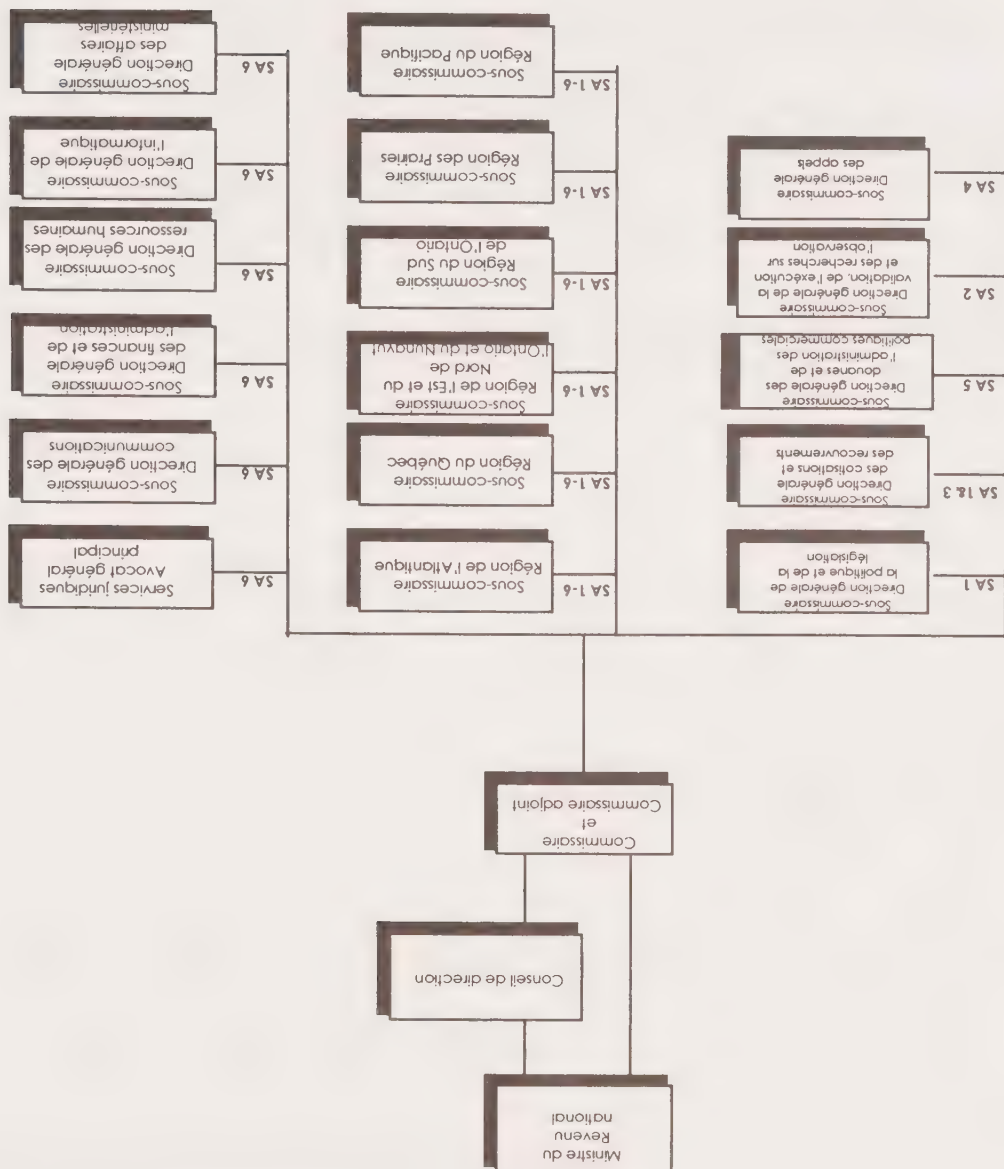 Ministre du
Revenu
national
Conseil de direction
Commissaire
et
Commissaire adjoint
SA 1
Sous-commissaire
Direction générale de
la politique et de la
législation
SA 1& 3
Sous-commissaire
Direction générale
des cotisations et
des recouvrements
SA 5
Sous-commissaire
Direction générale des
douanes et de
l'administration des
politiques commerciales
SA 2
Sous-commissaire
Direction générale de la
validation, de l'exécution
et des recherches sur
l'observation
SA 4
Sous-commissaire
Direction générale
des appels
SA 1-6
Sous-commissaire
Région de l'Atlantique
SA 1-6
Sous-commissaire
Région du Québec
SA 1-6
Sous-commissaire
Région de l'Est et du
Nord de
l'Ontario et du Nunavut
SA 1-6
Sous-commissaire
Région du Sud
de l'Ontario
SA 1-6
Sous-commissaire
Région des Prairies
SA 1-6
Sous-commissaire
Région du Pacifique
SA 6
Services juridiques
Avocat général
principal
SA 6
Sous-commissaire
Direction générale des
communications
SA 6
Sous-commissaire
Direction générale
des finances et de
l'administration
SA 6
Sous-commissaire
Direction générale des
ressources humaines
SA 6
Sous-commissaire
Direction générale de
l'informatique
SA 6
Sous-commissaire
Direction générale
des affaires
ministérielles